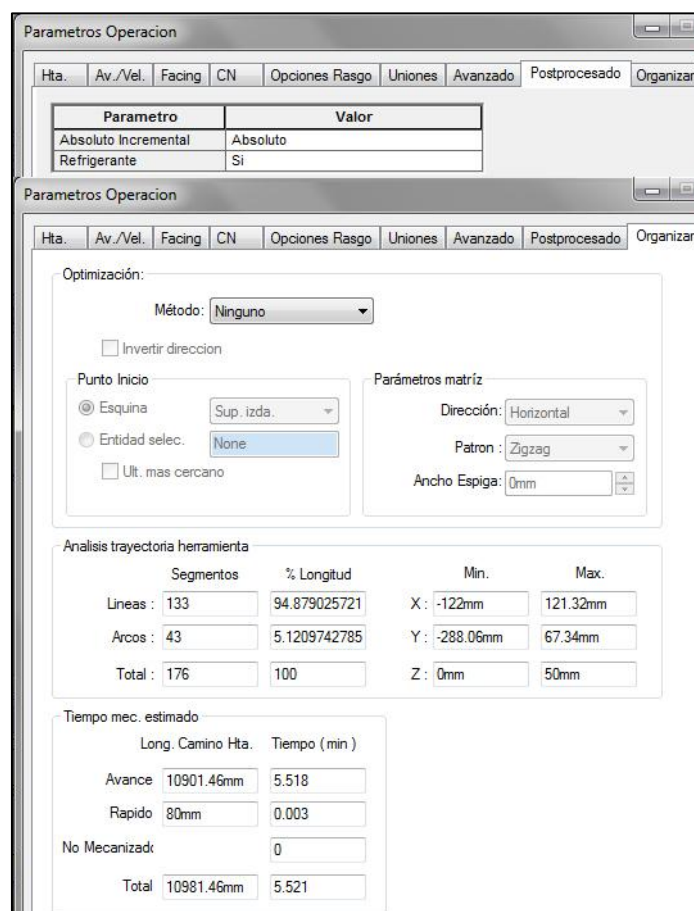 Parametros Operacion
Hta. Av./Vel. Facing CN Opciones Rasgo Uniones Avanzado Postprocesado Organizar
Parametro Valor
Absoluto Incremental Absoluto
Refrigerante Si
Parametros Operacion
Hta. Av./Vel. Facing CN Opciones Rasgo Uniones Avanzado Postprocesado Organizar
Optimización:
Método: Ninguno
Invertir direccion
Punto Inicio Parámetros matríz
Esquina Sup. izda. Dirección: Horizontal
Entidad selec. None Patron : Zigzag
Ult. mas cercano Ancho Espiga: 0mm
Analisis trayectoria herramienta
Segmentos % Longitud Min. Max.
Lineas : 133 94.879025721 X : -122mm 121.32mm
Arcos : 43 5.1209742785 Y : -288.06mm 67.34mm
Total : 176 100 Z : 0mm 50mm
Tiempo mec. estimado
Long. Camino Hta. Tiempo ( min )
Avance 10901.46mm 5.518
Rapido 80mm 0.003
No Mecanizado 0
Total 10981.46mm 5.521